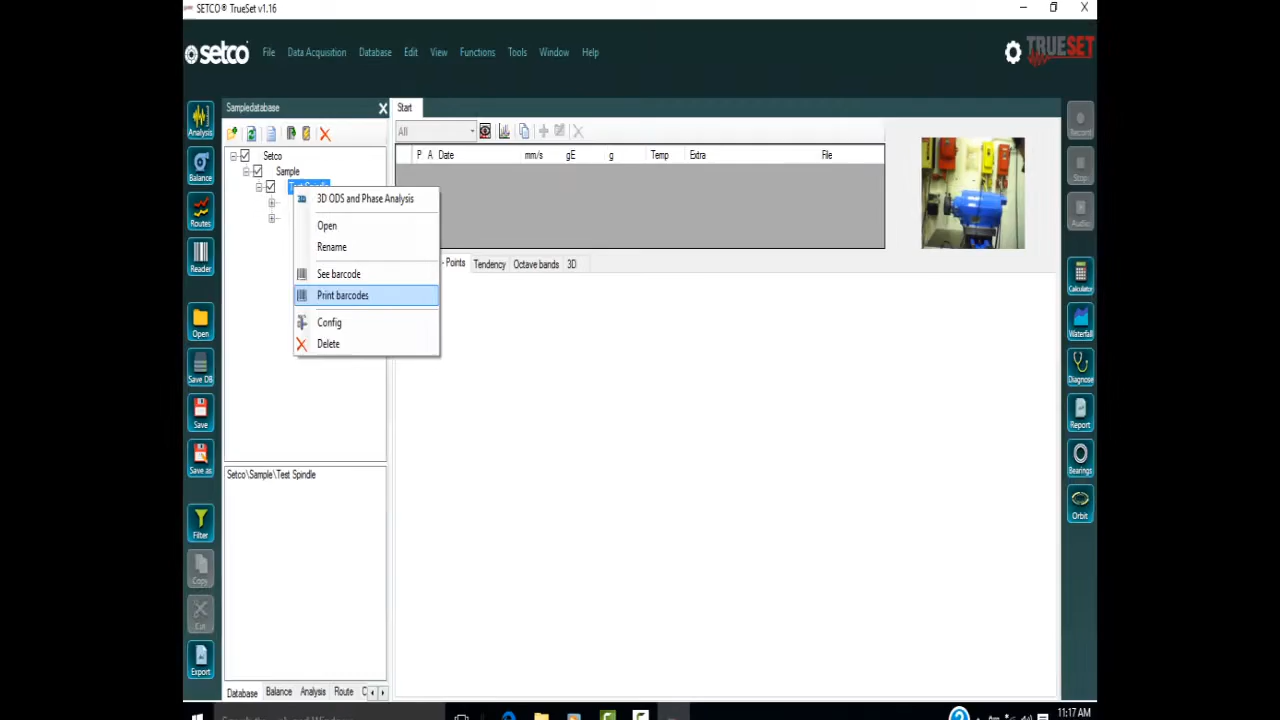 SETCO® TrueSet v1.16
setco
File Data Acquisition Database Edit View Functions Tools Window Help
TRUESET
Sampledatabase
Start
All
P A Date mm/s gE g Temp Extra File
Setco
Sample
Test Spindle
3D ODS and Phase Analysis
Open
Rename
See barcode
Print barcodes
Config
Delete
- Points Tendency Octave bands 3D
Setco\Sample\Test Spindle
Database Balance Analysis Route C
Analysis
Balance
Routes
Reader
Open
Save DB
Save
Save as
Filter
Copy
Cut
Export
Record
Stop
Audio
Calculator
Waterfall
Diagnose
Report
Bearings
Orbit
11:17 AM